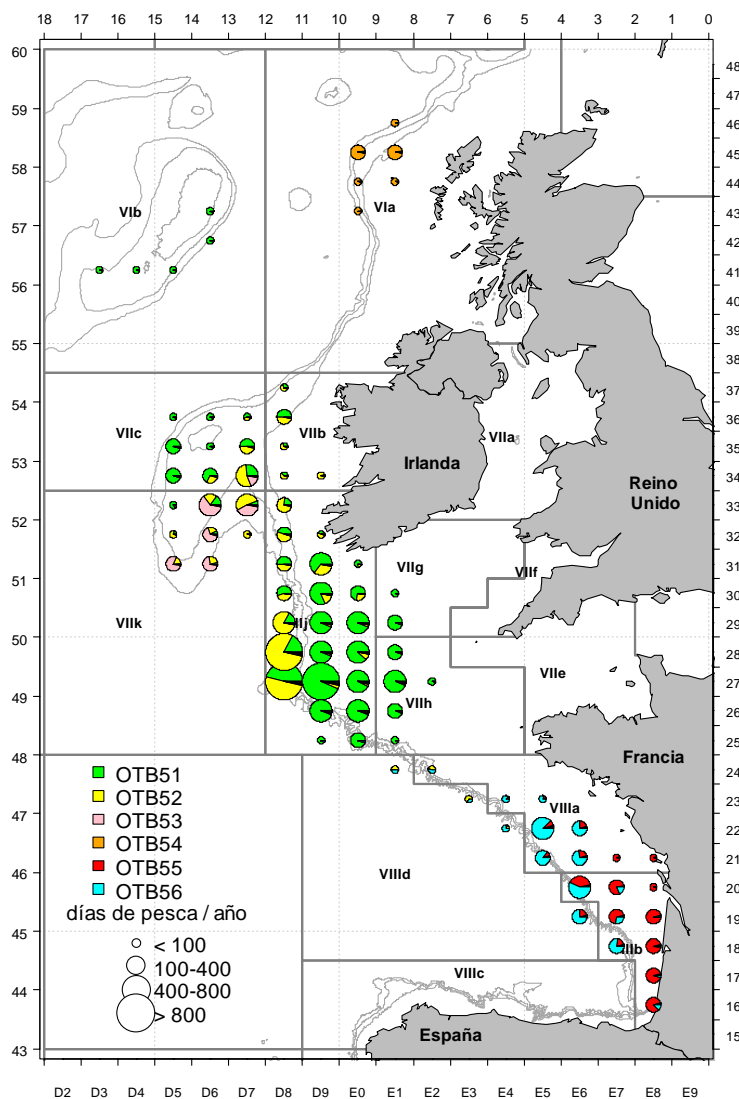 18 17 16 15 14 13 12 11 10 9 8 7 6 5 4 3 2 1 0
60
59
58
57
56
55
54
53
52
51
50
49
48
47
46
45
44
43
48
47
46
45
44
43
42
41
40
39
38
37
36
35
34
33
32
31
30
29
28
27
26
25
24
23
22
21
20
19
18
17
16
15
VIb
VIa
VIIc
VIIb
VIIa
Irlanda
Reino
Unido
VIIg
VIIf
VIIk
IIj
VIIe
VIIh
Francia
VIIIa
VIIId
IIIb
VIIIc
España
OTB51
OTB52
OTB53
OTB54
OTB55
OTB56
días de pesca / año
< 100
100-400
400-800
> 800
D2 D3 D4 D5 D6 D7 D8 D9 E0 E1 E2 E3 E4 E5 E6 E7 E8 E9